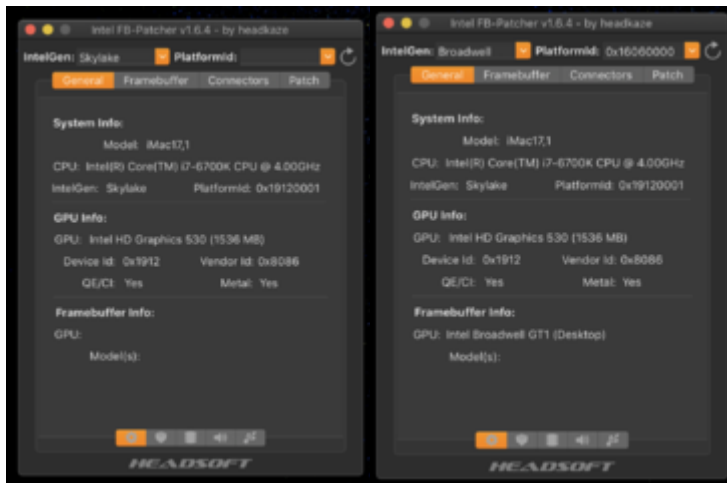 Intel FB-Patcher v1.6.4 - by headkaze
IntelGen: Skylake PlatformId:
General Framebuffer Connectors Patch
System Info:
Model: iMac17,1
CPU: Intel(R) Core(TM) i7-6700K CPU @ 4.00GHz
IntelGen: Skylake PlatformId: 0x19120001
GPU Info:
GPU: Intel HD Graphics 530 (1536 MB)
Device Id: 0x1912 Vendor Id: 0x8086
QE/CI: Yes Metal: Yes
Framebuffer Info:
GPU:
Model(s):
HEADSOFT
Intel FB-Patcher v1.6.4 - by headkaze
IntelGen: Broadwell PlatformId: 0x16060000
General Framebuffer Connectors Patch
System Info:
Model: iMac17,1
CPU: Intel(R) Core(TM) i7-6700K CPU @ 4.00GHz
IntelGen: Skylake PlatformId: 0x19120001
GPU Info:
GPU: Intel HD Graphics 530 (1536 MB)
Device Id: 0x1912 Vendor Id: 0x8086
QE/CI: Yes Metal: Yes
Framebuffer Info:
GPU: Intel Broadwell GT1 (Desktop)
Model(s):
HEADSOFT